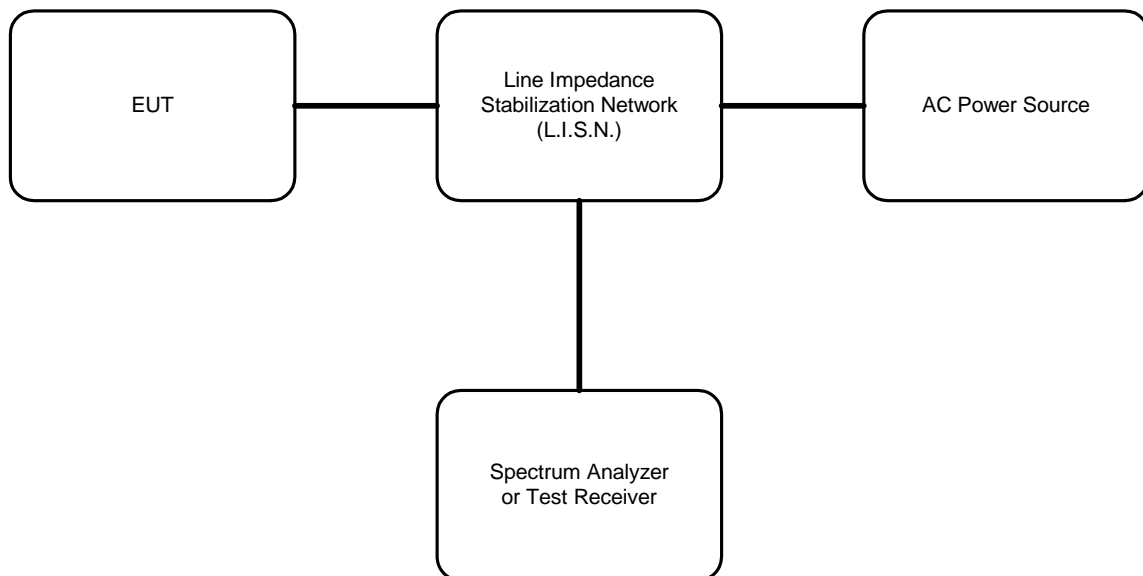 EUT
Line Impedance
Stabilization Network
(L.I.S.N.)
AC Power Source
Spectrum Analyzer
or Test Receiver